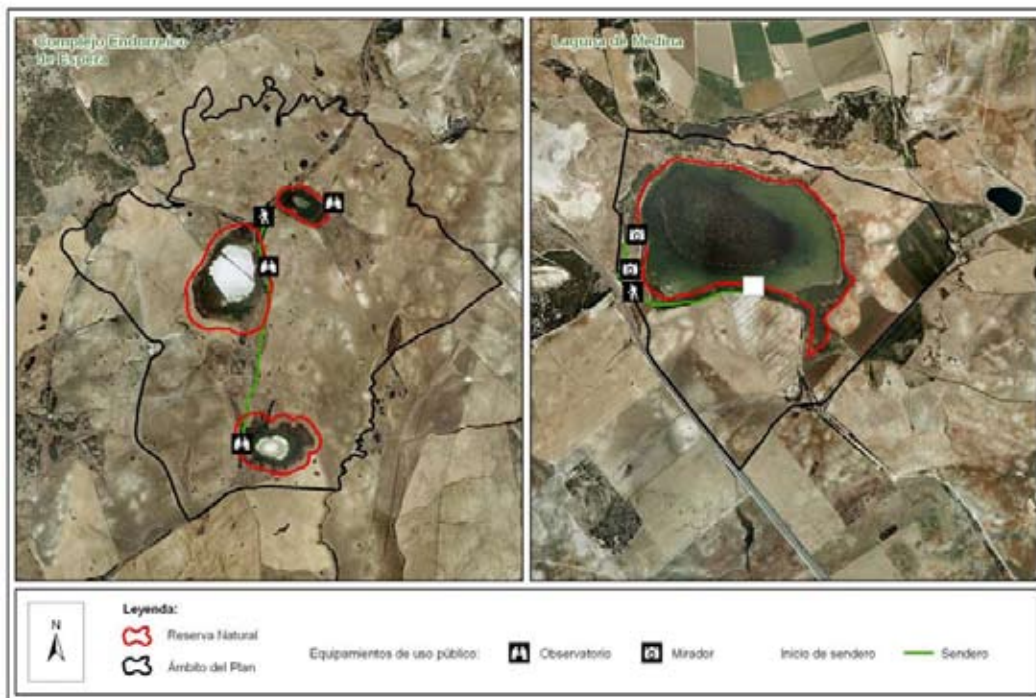 Complejo Endorreico
de Espera
Laguna de Medina
N
Leyenda:
Reserva Natural
Ámbito del Plan
Equipamientos de uso público:
Observatorio
Mirador
Inicio de sendero
Sendero